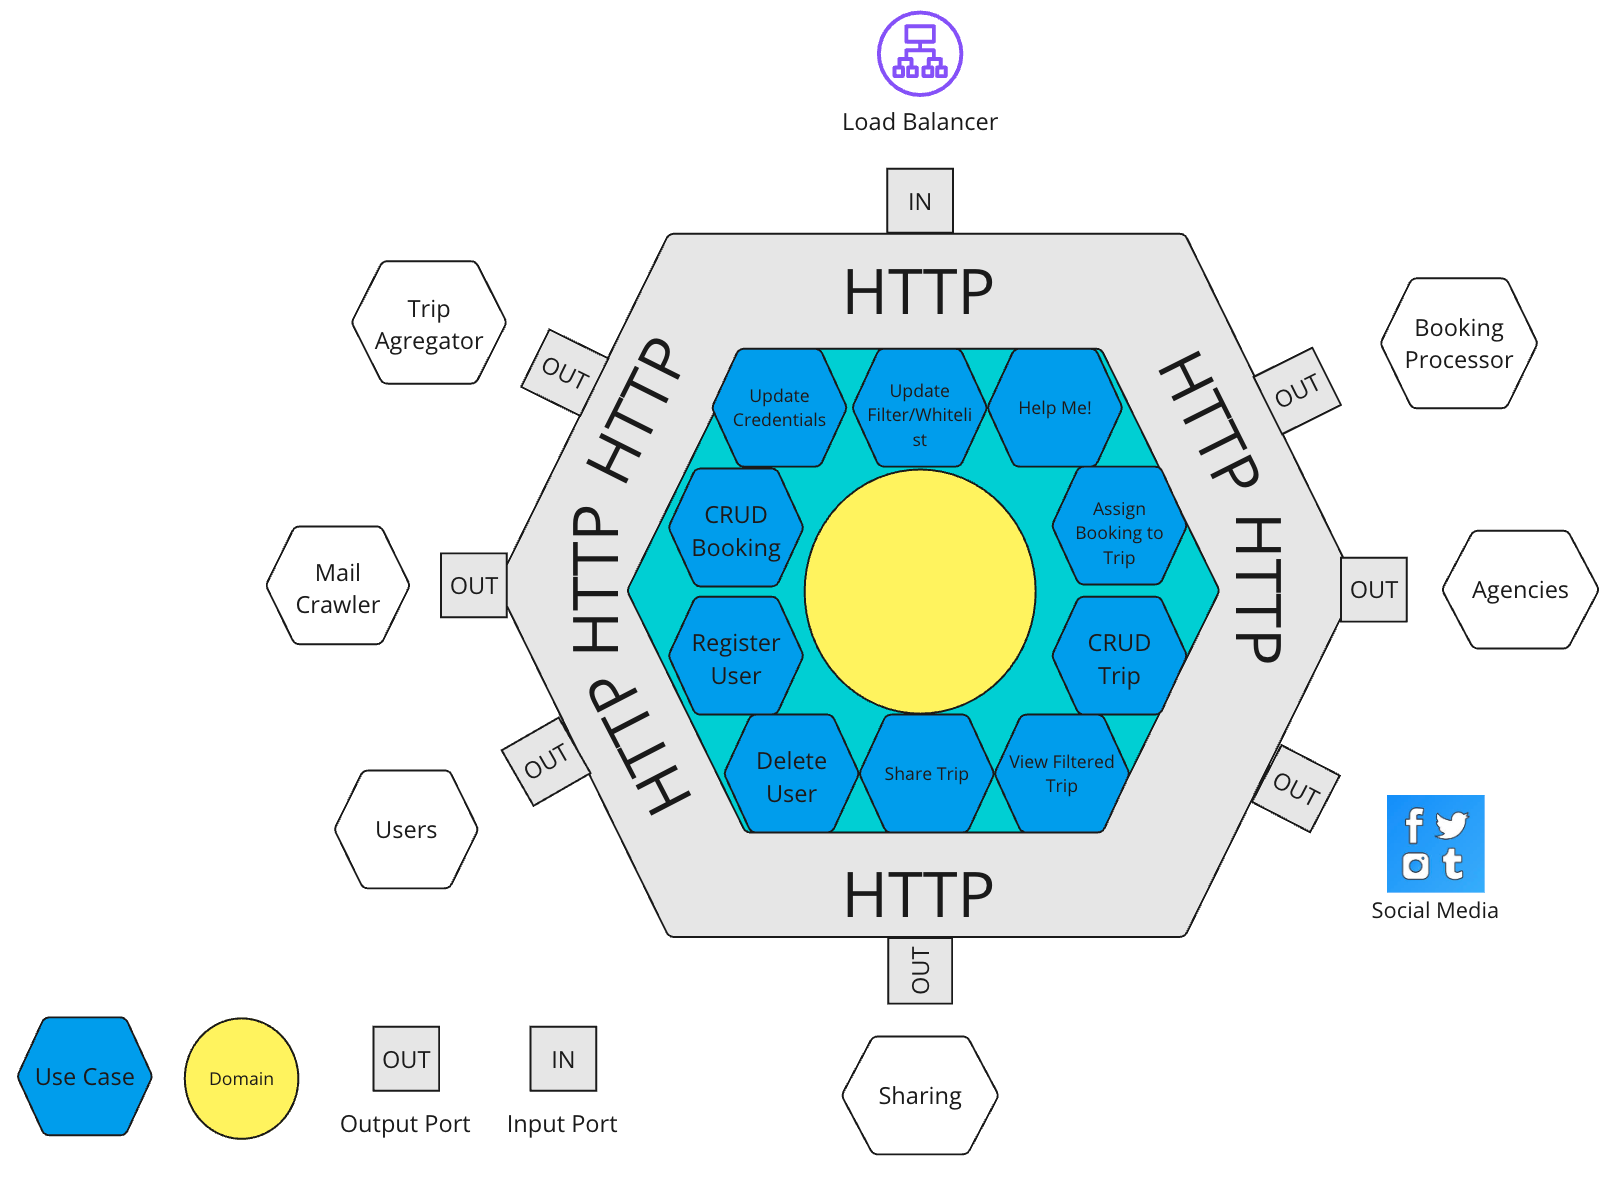 Load Balancer
IN
HTTP
Trip
Agregator
OUT
HTTP
Booking
Processor
OUT
HTTP
Update
Credentials
Update
Filter/Whiteli
st
Help Me!
CRUD
Booking
Assign
Booking to
Trip
Mail
Crawler
OUT
HTTP
HTTP
OUT
Agencies
Register
User
CRUD
Trip
Users
OUT
HTTP
Delete
User
Share Trip
View Filtered
Trip
OUT
f
t
Social Media
HTTP
OUT
Sharing
Use Case
Domain
OUT
Output Port
IN
Input Port